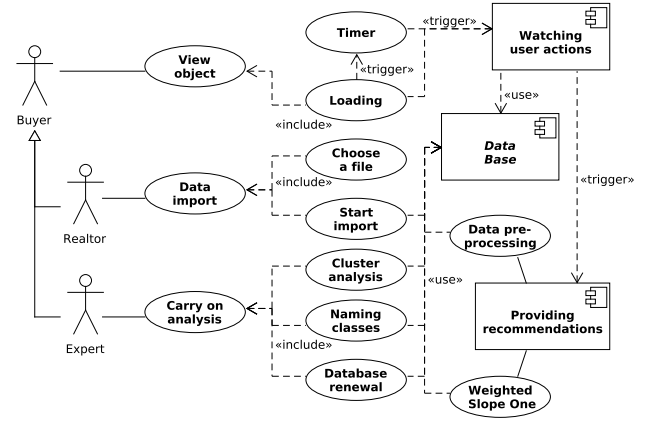 «trigger»
Timer
Watching
user actions
View
object
«trigger»
Loading
«use»
Buyer
«include»
Data
Base
Choose
a file
«trigger»
Data
import
«include»
Start
import
Realtor
Data pre-
processing
Cluster
analysis
«use»
Carry on
analysis
Naming
classes
Providing
recommendations
Expert
«include»
Database
renewal
Weighted
Slope One